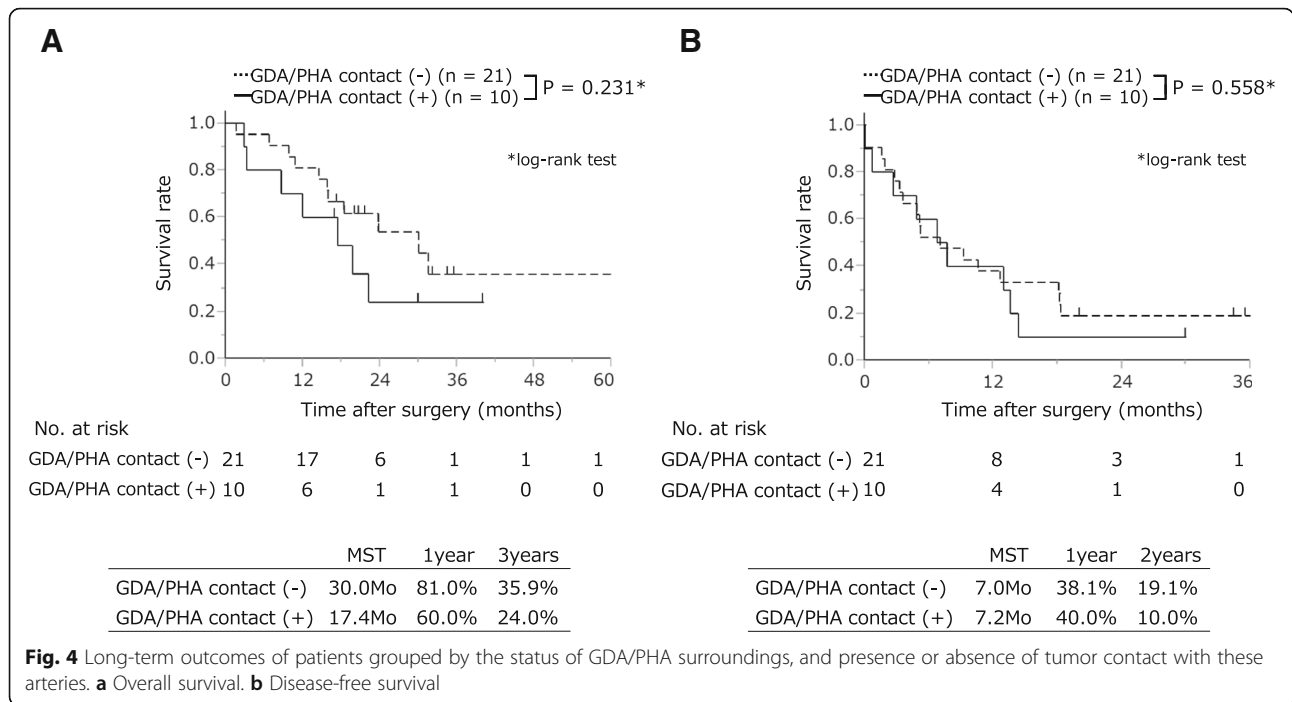 A
GDA/PHA contact (-) (n = 21)
GDA/PHA contact (+) (n = 10)
P = 0.231*
*log-rank test
1.0
0.8
0.6
0.4
0.2
0.0
Survival rate
0 12 24 36 48 60
Time after surgery (months)
No. at risk
GDA/PHA contact (-) 21 17 6 1 1 1
GDA/PHA contact (+) 10 6 1 1 0 0
MST 1year 3years
GDA/PHA contact (-) 30.0Mo 81.0% 35.9%
GDA/PHA contact (+) 17.4Mo 60.0% 24.0%
B
GDA/PHA contact (-) (n = 21)
GDA/PHA contact (+) (n = 10)
P = 0.558*
*log-rank test
1.0
0.8
0.6
0.4
0.2
0.0
Survival rate
0 12 24 36
Time after surgery (months)
No. at risk
GDA/PHA contact (-) 21 8 3 1
GDA/PHA contact (+) 10 4 1 0
MST 1year 2years
GDA/PHA contact (-) 7.0Mo 38.1% 19.1%
GDA/PHA contact (+) 7.2Mo 40.0% 10.0%
Fig. 4 Long-term outcomes of patients grouped by the status of GDA/PHA surroundings, and presence or absence of tumor contact with these
arteries. a Overall survival. b Disease-free survival